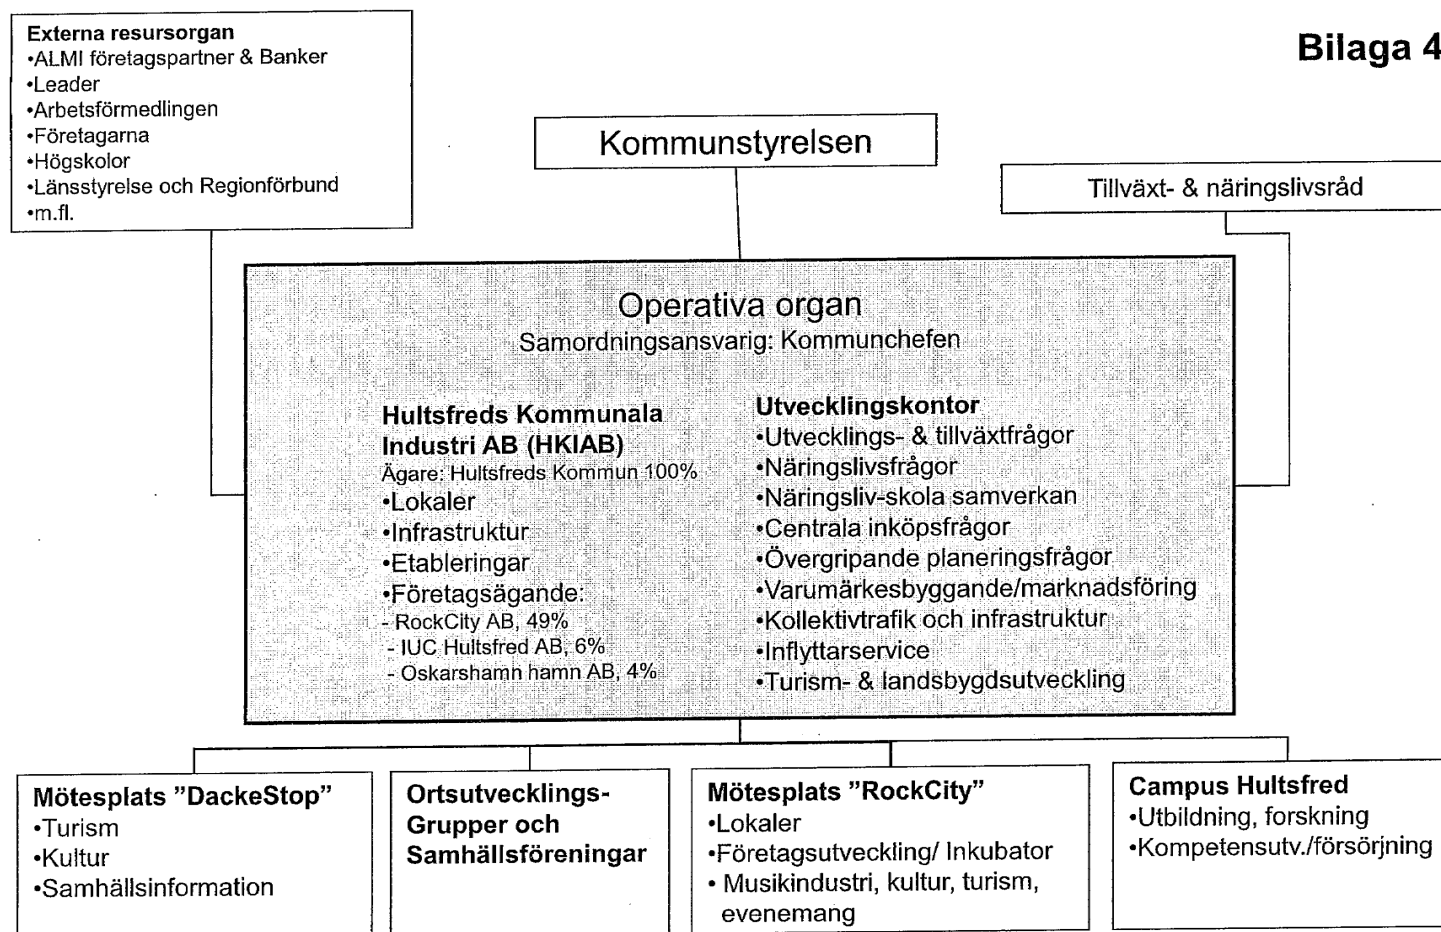 Externa resursorgan
•ALMI företagspartner & Banker
•Leader
•Arbetsförmedlingen
•Företagarna
•Högskolor
•Länsstyrelse och Regionförbund
•m.fl.
Bilaga 4
Kommunstyrelsen
Tillväxt- & näringslivsråd
Operativa organ
Samordningsansvarig: Kommunchefen
Hultsfreds Kommunala
Industri AB (HKIAB)
Ägare: Hultsfreds Kommun 100%
•Lokaler
•Infrastruktur
•Etableringar
•Företagsägande:
- RockCity AB, 49%
- IUC Hultsfred AB, 6%
- Oskarshamn hamn AB, 4%
Utvecklingskontor
•Utvecklings- & tillväxtfrågor
•Näringslivsfrågor
•Näringsliv-skola samverkan
•Centrala inköpsfrågor
•Övergripande planeringsfrågor
•Varumärkesbyggande/marknadsföring
•Kollektivtrafik och infrastruktur
•Inflyttarservice
•Turism- & landsbygdsutveckling
Mötesplats ”DackeStop”
•Turism
•Kultur
•Samhällsinformation
Ortsutvecklings-
Grupper och
Samhällsföreningar
Mötesplats ”RockCity”
•Lokaler
•Företagsutveckling/ Inkubator
• Musikindustri, kultur, turism,
evenemang
Campus Hultsfred
•Utbildning, forskning
•Kompetensutv./försörjning